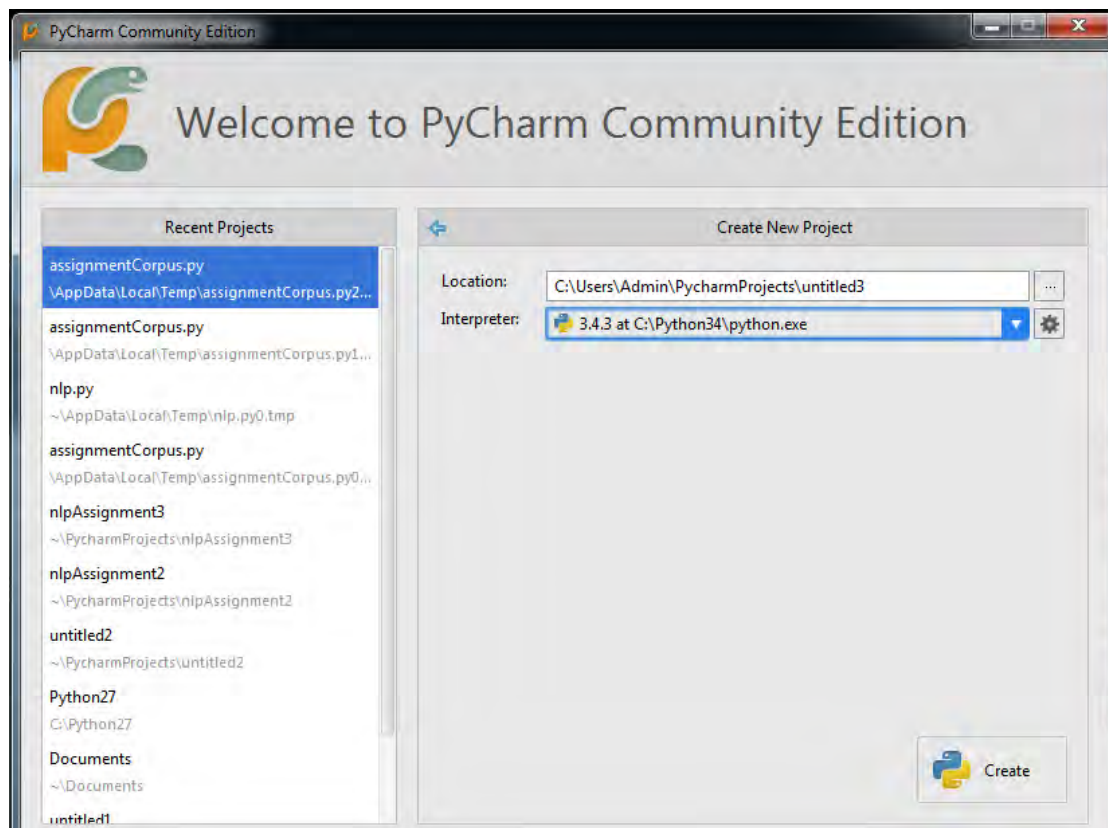 PyCharm Community Edition
Welcome to PyCharm Community Edition
Recent Projects
assignmentCorpus.py
\AppData\Local\Temp\assignmentCorpus.py2...
assignmentCorpus.py
\AppData\Local\Temp\assignmentCorpus.py1...
nlp.py
~\AppData\Local\Temp\nlp.py0.tmp
assignmentCorpus.py
\AppData\Local\Temp\assignmentCorpus.py0...
nlpAssignment3
~\PycharmProjects\nlpAssignment3
nlpAssignment2
~\PycharmProjects\nlpAssignment2
untitled2
~\PycharmProjects\untitled2
Python27
C:\Python27
Documents
~\Documents
untitled1
Create New Project
Location:
C:\Users\Admin\PycharmProjects\untitled3
...
Interpreter:
3.4.3 at C:\Python34\python.exe
Create